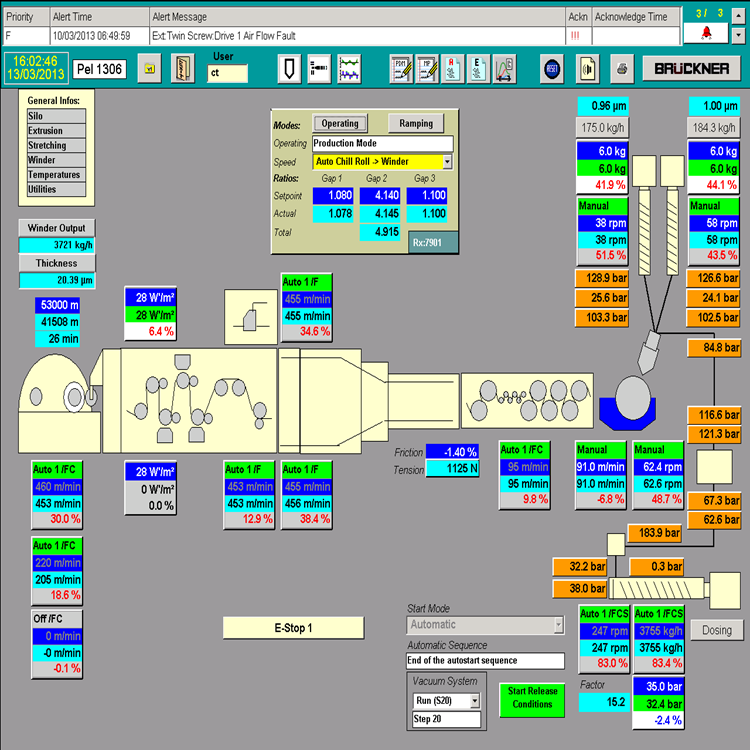 Priority Alert Time Alert Message Ackn Acknowledge Time 3 / 3
F 10/03/2013 06:49:59 Ext:Twin Screw:Drive 1 Air Flow Fault !!!
16:02:46
13/03/2013
Pel 1306
User
ct
PDM
MP
A
E
E
RESET
BRÜCKNER
General Infos:
Silo
Extrusion
Stretching
Winder
Temperatures
Utilities
Winder Output
3721 kg/h
Thickness
20.39 µm
53000 m
41508 m
26 min
28 W'/m²
28 W'/m²
6.4 %
Modes: Operating Ramping
Operating Production Mode
Speed Auto Chill Roll -> Winder
Ratios: Gap 1 Gap 2 Gap 3
Setpoint 1.080 4.140 1.100
Actual 1.078 4.145 1.100
Total 4.915
Rx:7901
Auto 1 /F
455 m/min
455 m/min
34.6 %
0.96 µm
175.0 kg/h
6.0 kg
6.0 kg
41.9 %
Manual
38 rpm
38 rpm
51.5 %
128.9 bar
25.6 bar
103.3 bar
1.00 µm
184.3 kg/h
6.0 kg
6.0 kg
44.1 %
Manual
58 rpm
58 rpm
43.5 %
126.6 bar
24.1 bar
102.5 bar
84.8 bar
116.6 bar
121.3 bar
67.3 bar
62.6 bar
183.9 bar
32.2 bar
0.3 bar
38.0 bar
Auto 1 /FC
460 m/min
453 m/min
30.0 %
28 W'/m²
0 W'/m²
0.0 %
Auto 1 /F
453 m/min
453 m/min
12.9 %
Auto 1 /F
455 m/min
456 m/min
38.4 %
Friction -1.40 %
Tension 1125 N
Auto 1 /FC
95 m/min
95 m/min
9.8 %
Manual
91.0 m/min
91.0 m/min
-6.8 %
Manual
62.4 rpm
62.6 rpm
48.7 %
Auto 1 /FC
220 m/min
205 m/min
18.6 %
Off /FC
0 m/min
-0 m/min
-0.1 %
E-Stop 1
Start Mode
Automatic
Automatic Sequence
End of the autostart sequence
Vacuum System
Run (S20)
Step 20
Start Release
Conditions
Auto 1 /FCS
247 rpm
247 rpm
83.0 %
Auto 1 /FCS
3755 kg/h
3765 kg/h
83.4 %
Dosing
Factor
15.2
35.0 bar
32.4 bar
-2.4 %